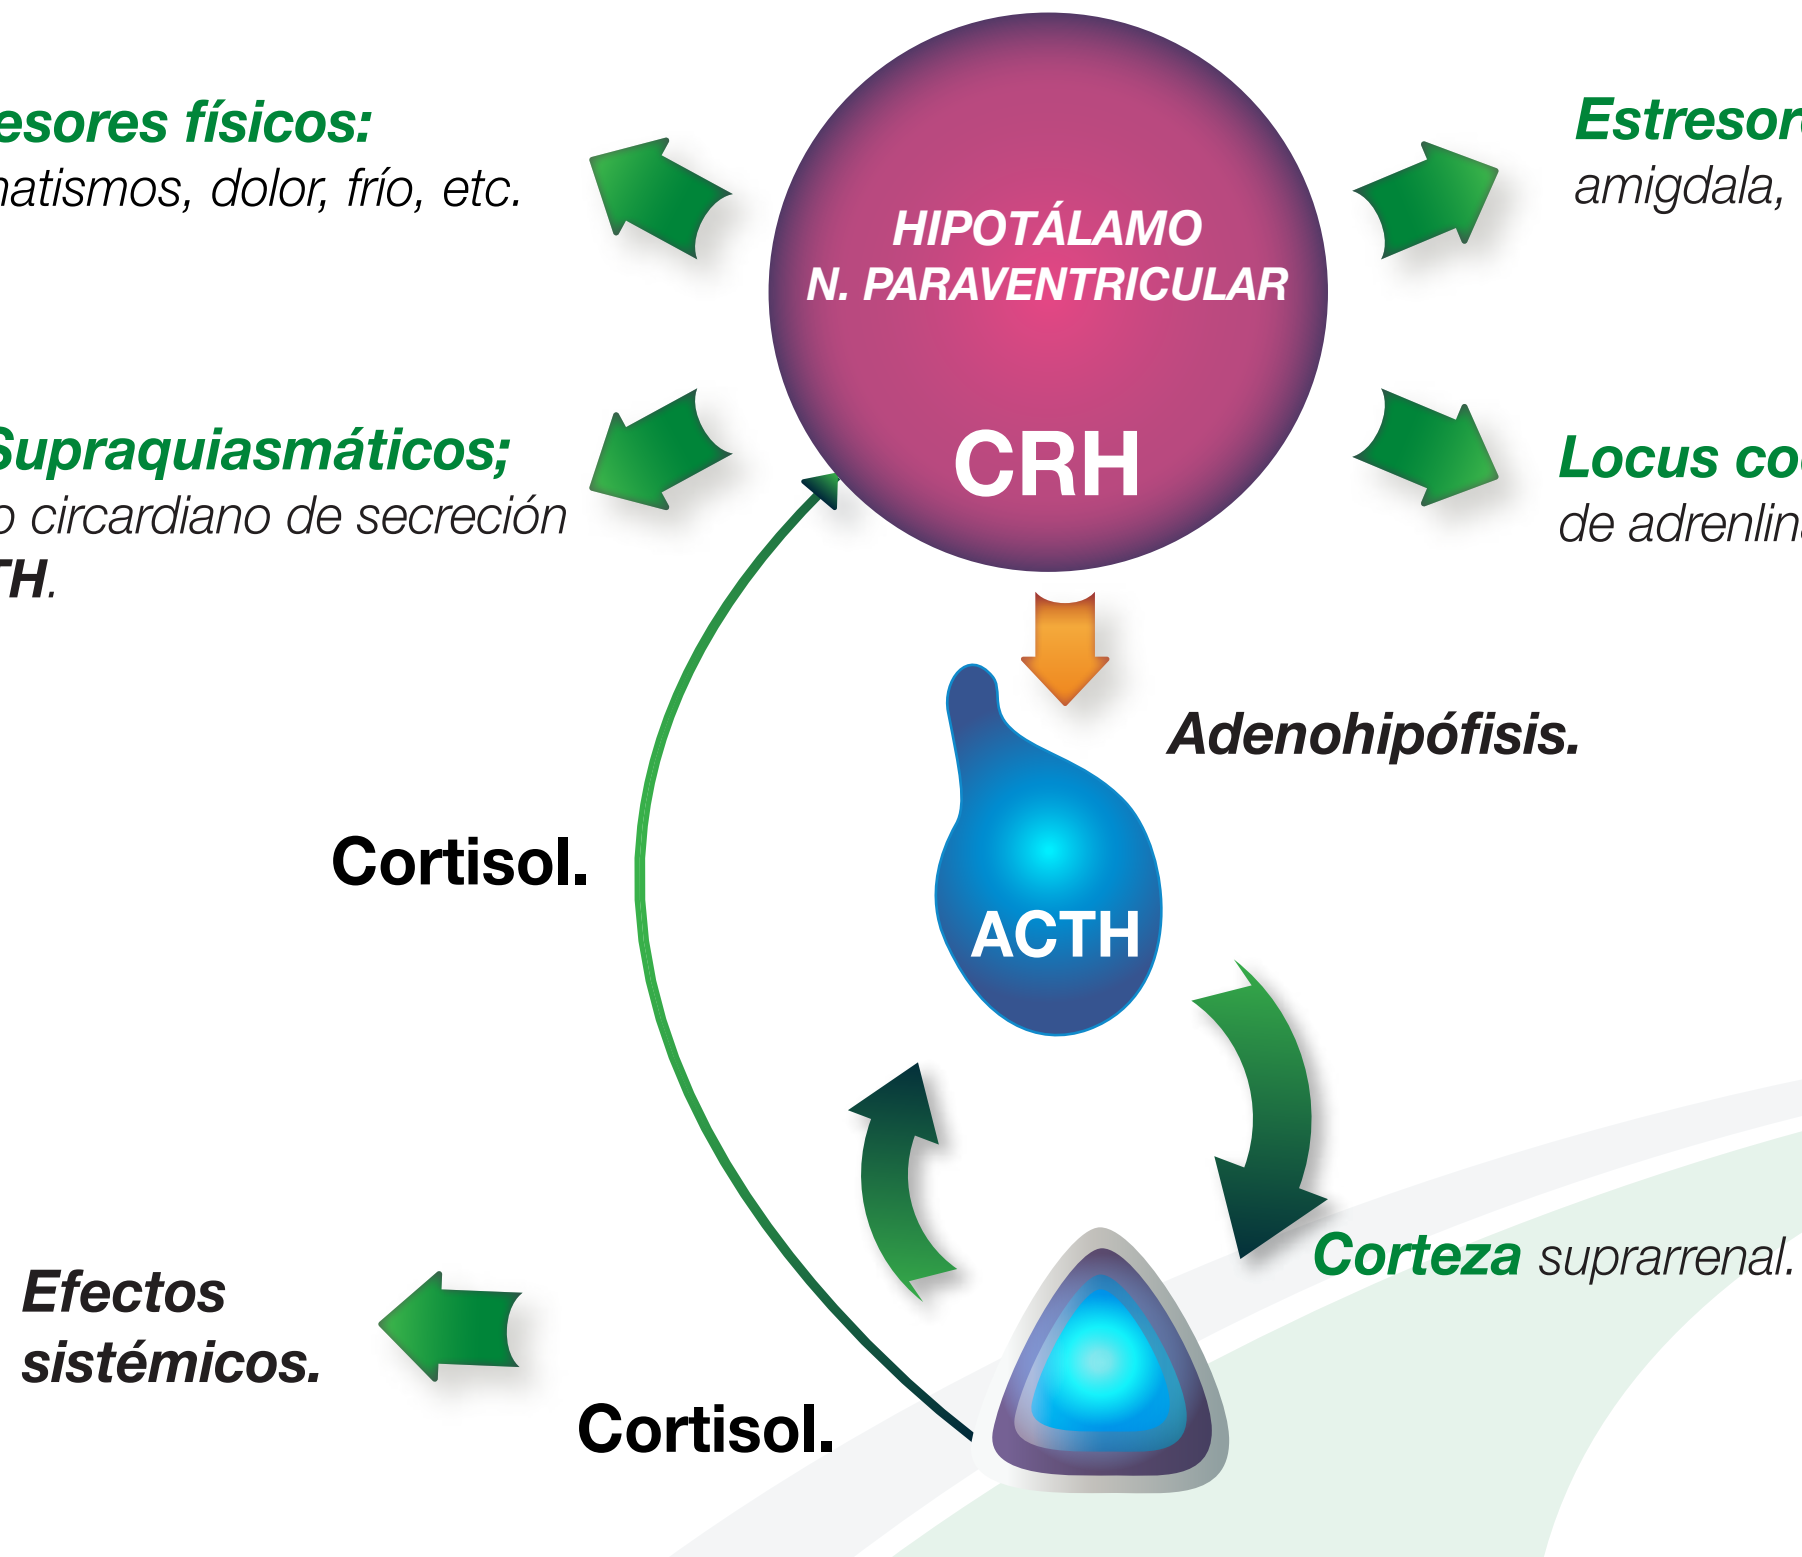 esores físicos:
natismos, dolor, frío, etc.
HIPOTÁLAMO
N. PARAVENTRICULAR
CRH
Estresor
amigdala,
Supraquiasmáticos;
o circardiano de secreción
TH.
Locus co
de adrenlin
Adenohipófisis.
Cortisol.
ACTH
Corteza suprarrenal.
Efectos
sistémicos.
Cortisol.